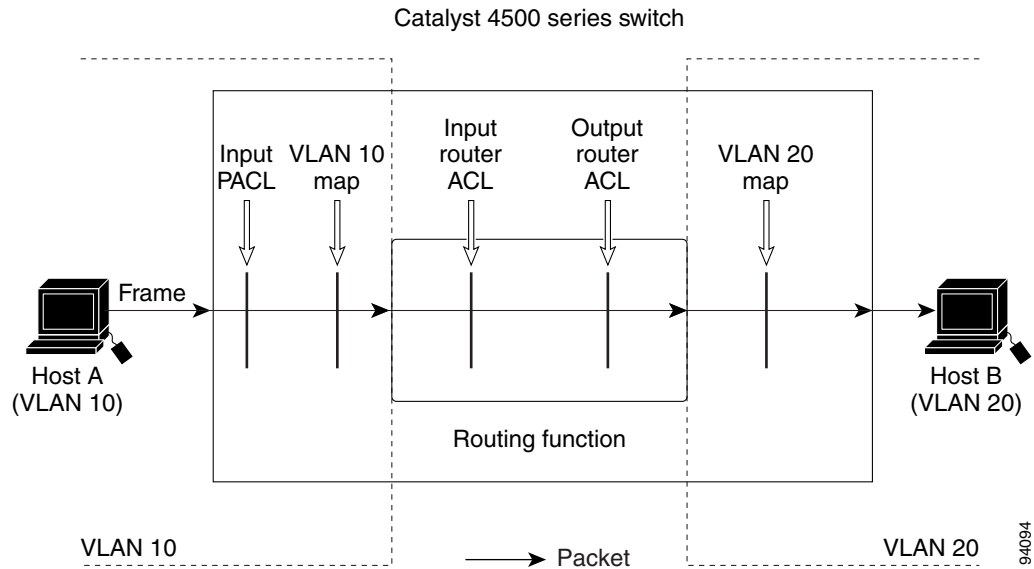 Catalyst 4500 series switch
Input
PACL
VLAN 10
map
Input
router
ACL
Output
router
ACL
VLAN 20
map
Frame
Host A
(VLAN 10)
Host B
(VLAN 20)
Routing function
VLAN 10
Packet
VLAN 20
94094